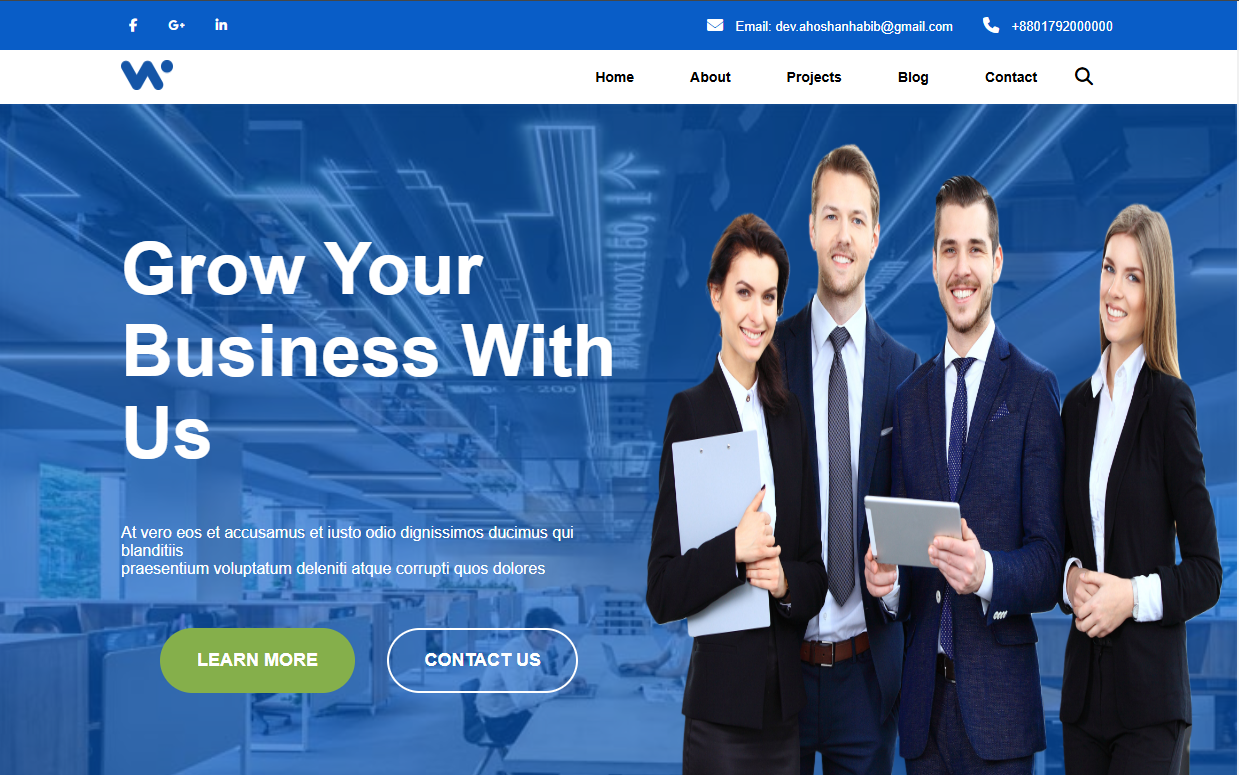 Email: dev.ahoshanhabib@gmail.com
+8801792000000
Home
About
Projects
Blog
Contact
Grow Your
Business With
Us
At vero eos et accusamus et iusto odio dignissimos ducimus qui
blanditiis
praesentium voluptatum deleniti atque corrupti quos dolores
LEARN MORE
CONTACT US